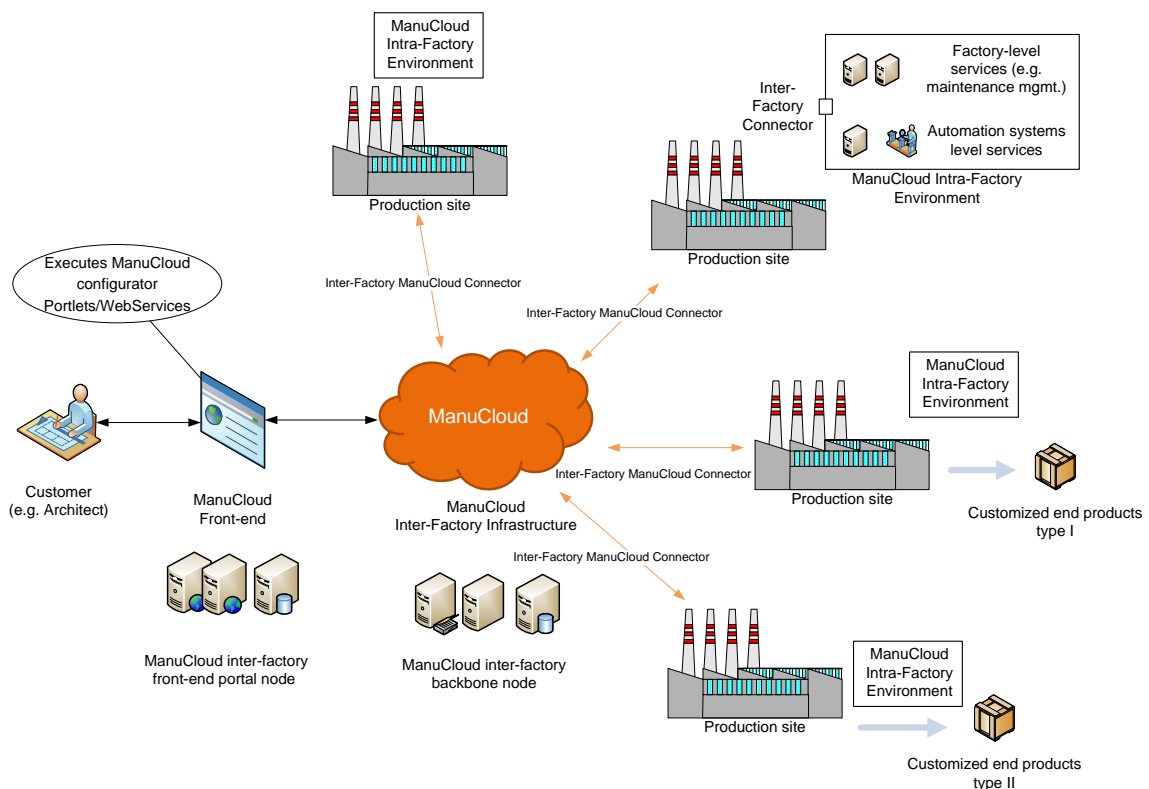 ManuCloud
Intra-Factory
Environment
Production site
Inter-
Factory
Connector
Factory-level
services (e.g.
maintenance mgmt.)
Automation systems
level services
ManuCloud Intra-Factory
Environment
Production site
Executes ManuCloud
configurator
Portlets/WebServices
Inter-Factory ManuCloud Connector
Inter-Factory ManuCloud Connector
ManuCloud
ManuCloud
Intra-Factory
Environment
Inter-Factory ManuCloud Connector
Production site
Customer
(e.g. Architect)
ManuCloud
Front-end
ManuCloud
Inter-Factory Infrastructure
Customized end products
type I
Inter-Factory ManuCloud Connector
ManuCloud inter-factory
front-end portal node
ManuCloud inter-factory
backbone node
ManuCloud
Intra-Factory
Environment
Production site
Customized end products
type II